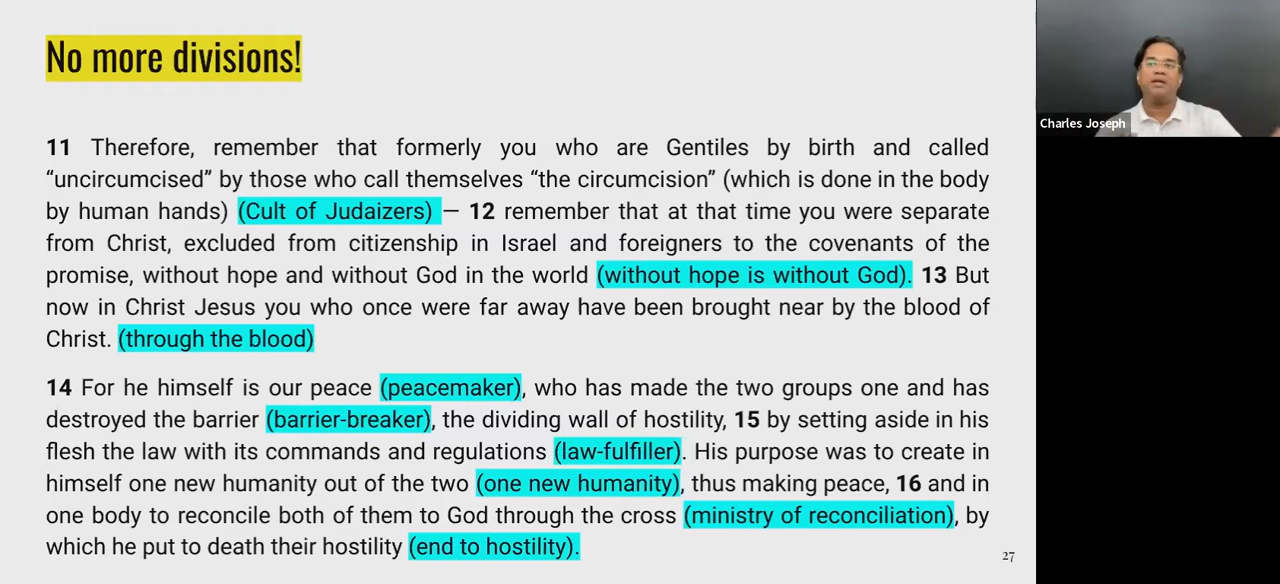 No more divisions!
11 Therefore, remember that formerly you who are Gentiles by birth and called
“uncircumcised” by those who call themselves “the circumcision” (which is done in the body
by human hands) (Cult of Judaizers) – 12 remember that at that time you were separate
from Christ, excluded from citizenship in Israel and foreigners to the covenants of the
promise, without hope and without God in the world (without hope is without God). 13 But
now in Christ Jesus you who once were far away have been brought near by the blood of
Christ. (through the blood)
14 For he himself is our peace (peacemaker), who has made the two groups one and has
destroyed the barrier (barrier-breaker), the dividing wall of hostility, 15 by setting aside in his
flesh the law with its commands and regulations (law-fulfiller). His purpose was to create in
himself one new humanity out of the two (one new humanity), thus making peace, 16 and in
one body to reconcile both of them to God through the cross (ministry of reconciliation), by
which he put to death their hostility (end to hostility).
27
Charles Joseph